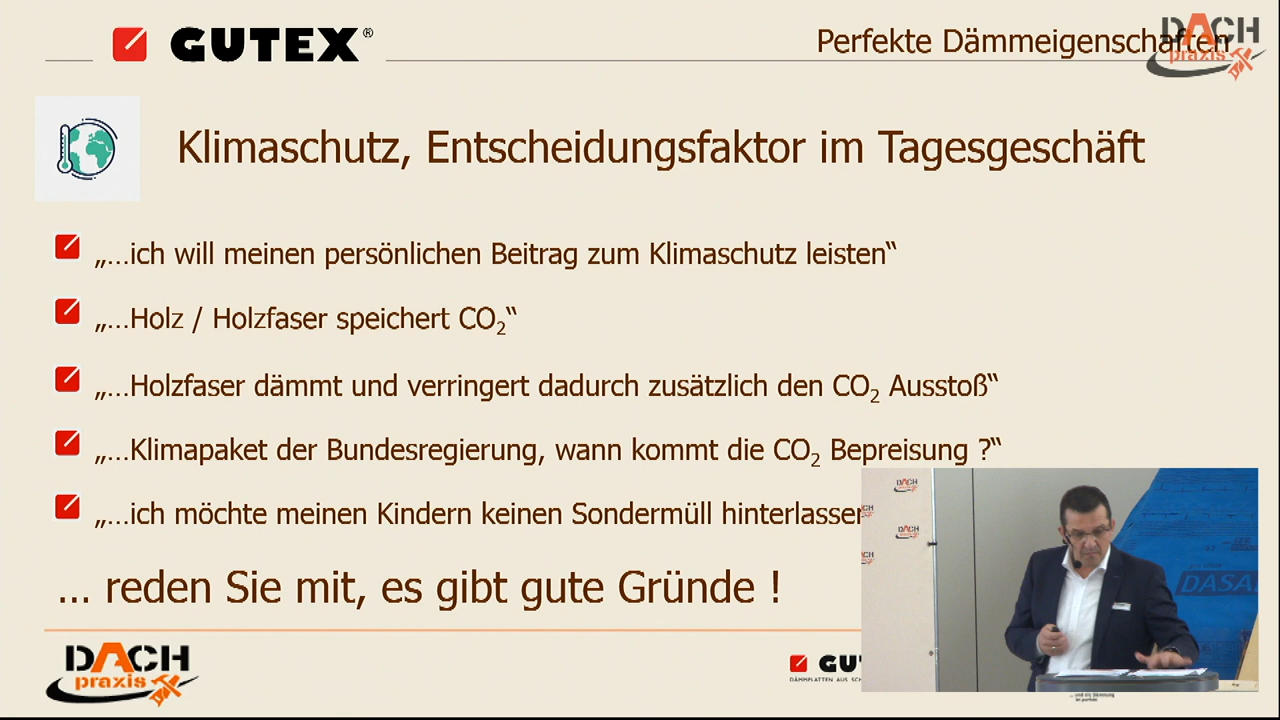 GUTEX®
Perfekte Dämmeigenschaften
DACH
praxis
Klimaschutz, Entscheidungsfaktor im Tagesgeschäft
„...ich will meinen persönlichen Beitrag zum Klimaschutz leisten“
„...Holz / Holzfaser speichert CO₂“
„...Holzfaser dämmt und verringert dadurch zusätzlich den CO₂ Ausstoß“
„...Klimapaket der Bundesregierung, wann kommt die CO₂ Bepreisung ?“
„...ich möchte meinen Kindern keinen Sondermüll hinterlassen
... reden Sie mit, es gibt gute Gründe !
DACH
praxis
GU
DÄMMPLATTEN AUS
DASA